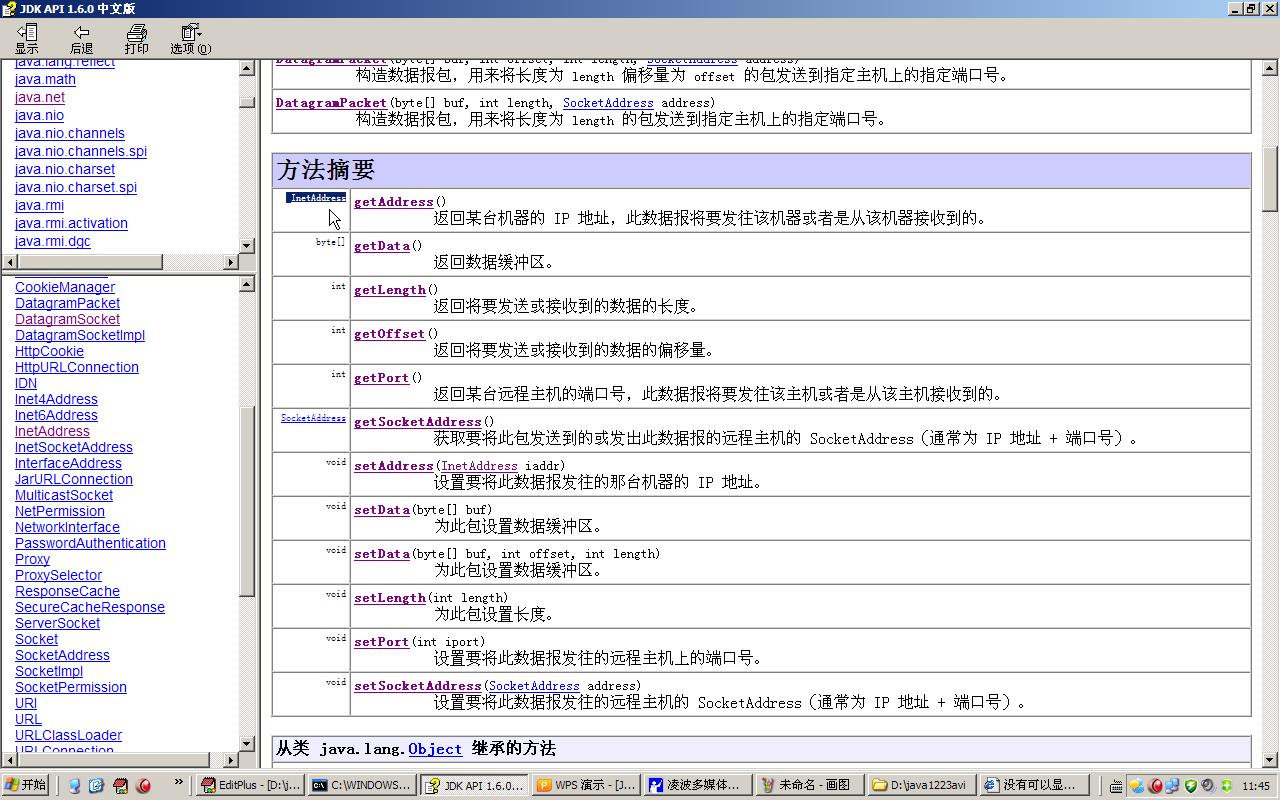 JDK API 1.6.0 中文版
显示
后退
打印
选项(O)
java.lang.reflect
java.math
java.net
java.nio
java.nio.channels
java.nio.channels.spi
java.nio.charset
java.nio.charset.spi
java.rmi
java.rmi.activation
java.rmi.dgc
CookieManager
DatagramPacket
DatagramSocket
DatagramSocketImpl
HttpCookie
HttpURLConnection
IDN
Inet4Address
Inet6Address
InetAddress
InetSocketAddress
InterfaceAddress
JarURLConnection
MulticastSocket
NetPermission
NetworkInterface
PasswordAuthentication
Proxy
ProxySelector
ResponseCache
SecureCacheResponse
ServerSocket
Socket
SocketAddress
SocketImpl
SocketPermission
URI
URL
URLClassLoader
URLConnection
DatagramPacket(byte[] buf, int offset, int length, SocketAddress address)
构造数据报包，用来将长度为 length 偏移量为 offset 的包发送到指定主机上的指定端口号。
DatagramPacket(byte[] buf, int length, SocketAddress address)
构造数据报包，用来将长度为 length 的包发送到指定主机上的指定端口号。
方法摘要
InetAddress getAddress()
返回某台机器的 IP 地址，此数据报将要发往该机器或者是从该机器接收到的。
byte[] getData()
返回数据缓冲区。
int getLength()
返回将要发送或接收到的数据的长度。
int getOffset()
返回将要发送或接收到的数据的偏移量。
int getPort()
返回某台远程主机的端口号，此数据报将要发往该主机或者是从该主机接收到的。
SocketAddress getSocketAddress()
获取要将此包发送到的或发出此数据报的远程主机的 SocketAddress（通常为 IP 地址 + 端口号）。
void setAddress(InetAddress iaddr)
设置要将此数据报发往的那台机器的 IP 地址。
void setData(byte[] buf)
为此包设置数据缓冲区。
void setData(byte[] buf, int offset, int length)
为此包设置数据缓冲区。
void setLength(int length)
为此包设置长度。
void setPort(int iport)
设置要将此数据报发往的远程主机上的端口号。
void setSocketAddress(SocketAddress address)
设置要将此数据报发往的远程主机的 SocketAddress（通常为 IP 地址 + 端口号）。
从类 java.lang.Object 继承的方法
开始
»
EditPlus - [D:\j...
C:\WINDOWS...
JDK API 1.6.0...
WPS 演示 - [J...
凌波多媒体...
未命名 - 画图
D:\java1223avi
没有可以显...
11:45